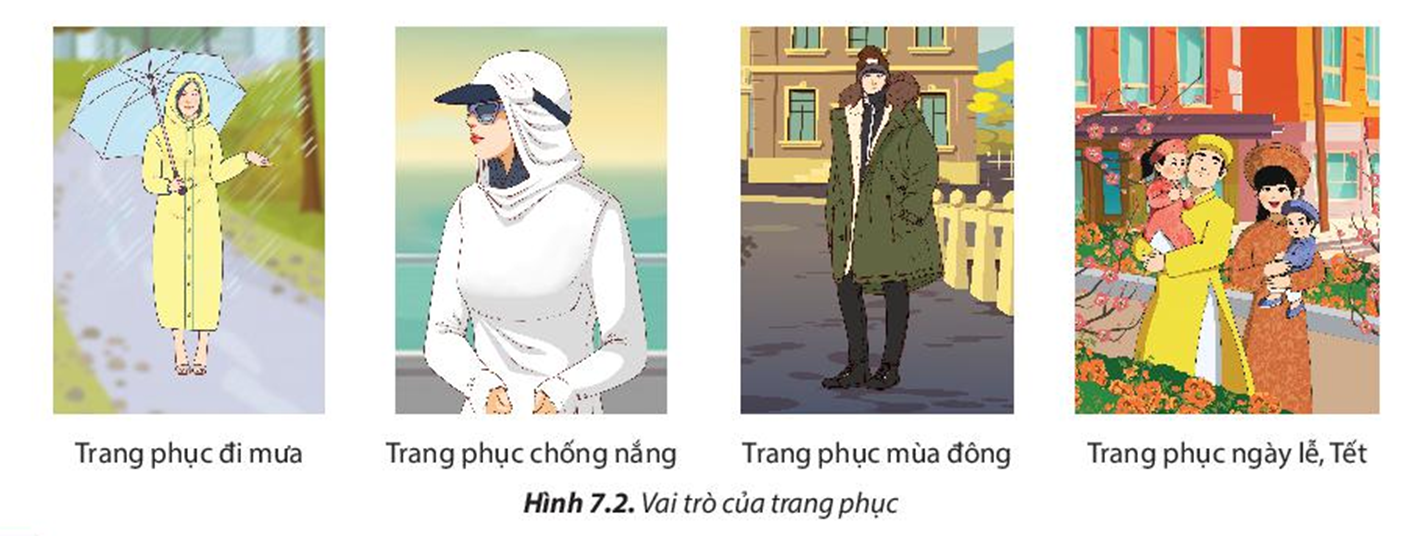 Trang phục đi mưa
Trang phục chống nắng
Trang phục mùa đông
Trang phục ngày lễ, Tết
Hình 7.2. Vai trò của trang phục